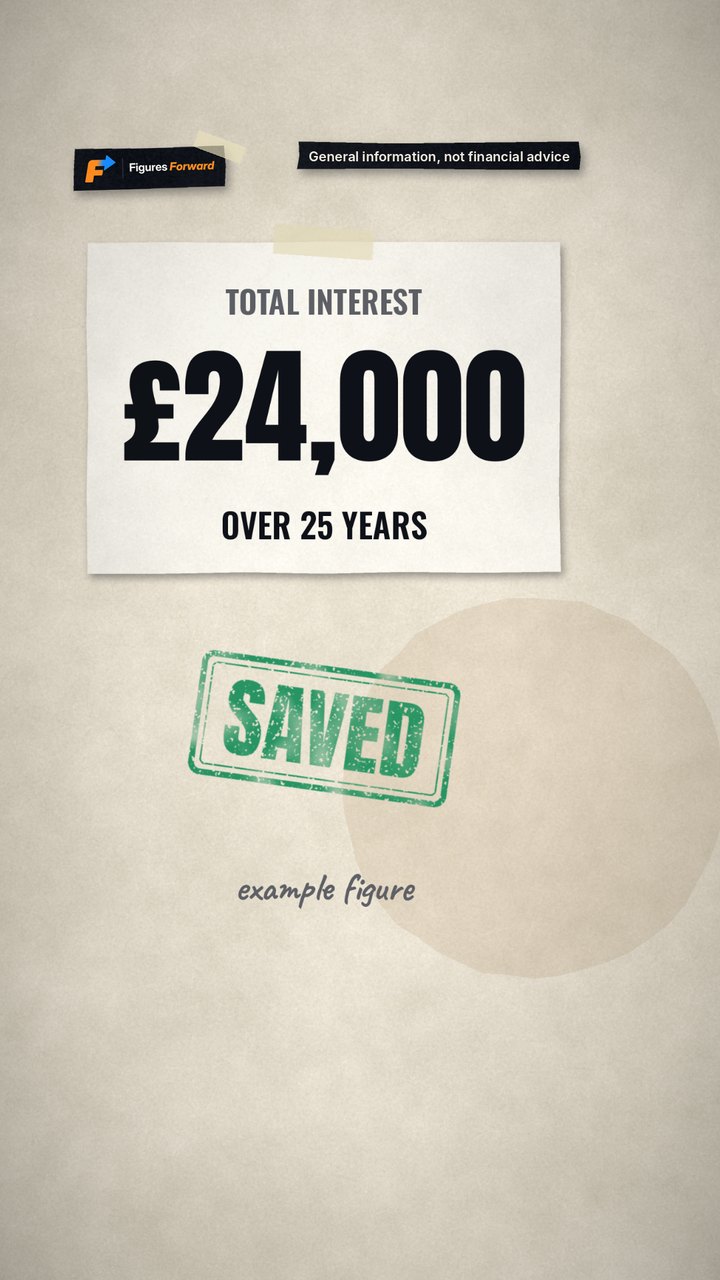 Figures Forward
General information, not financial advice
TOTAL INTEREST
£24,000
OVER 25 YEARS
SAVED
example figure